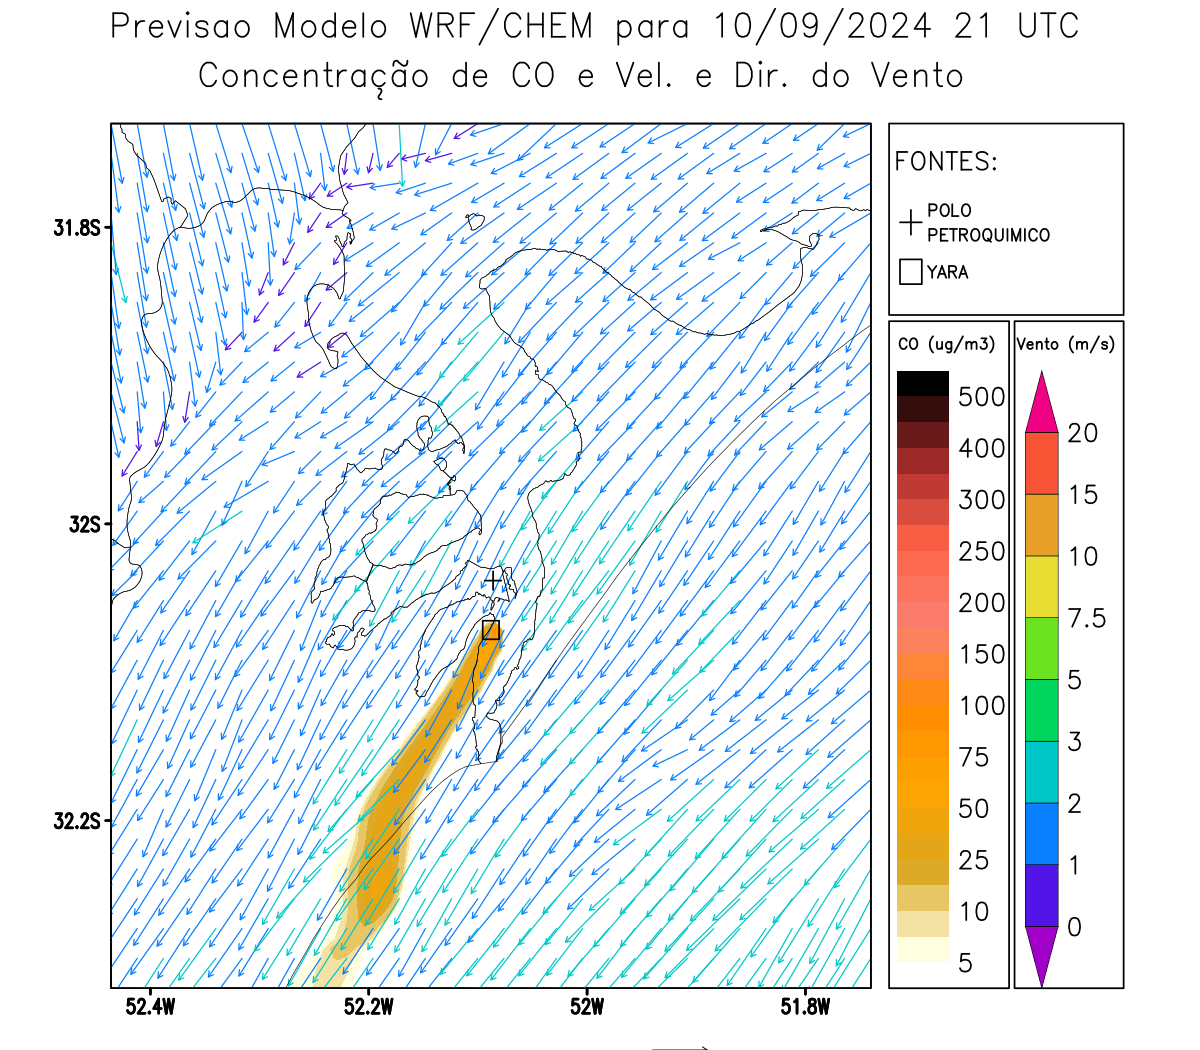 Previsao Modelo WRF/CHEM para 10/09/2024 21 UTC
Concentração de CO e Vel. e Dir. do Vento
FONTES:
POLO
PETROQUIMICO
YARA
CO (ug/m3)
500
400
300
250
200
150
100
75
50
25
10
5
Vento (m/s)
20
15
10
7.5
5
3
2
1
0
31.8S
32S
32.2S
52.4W
52.2W
52W
51.8W